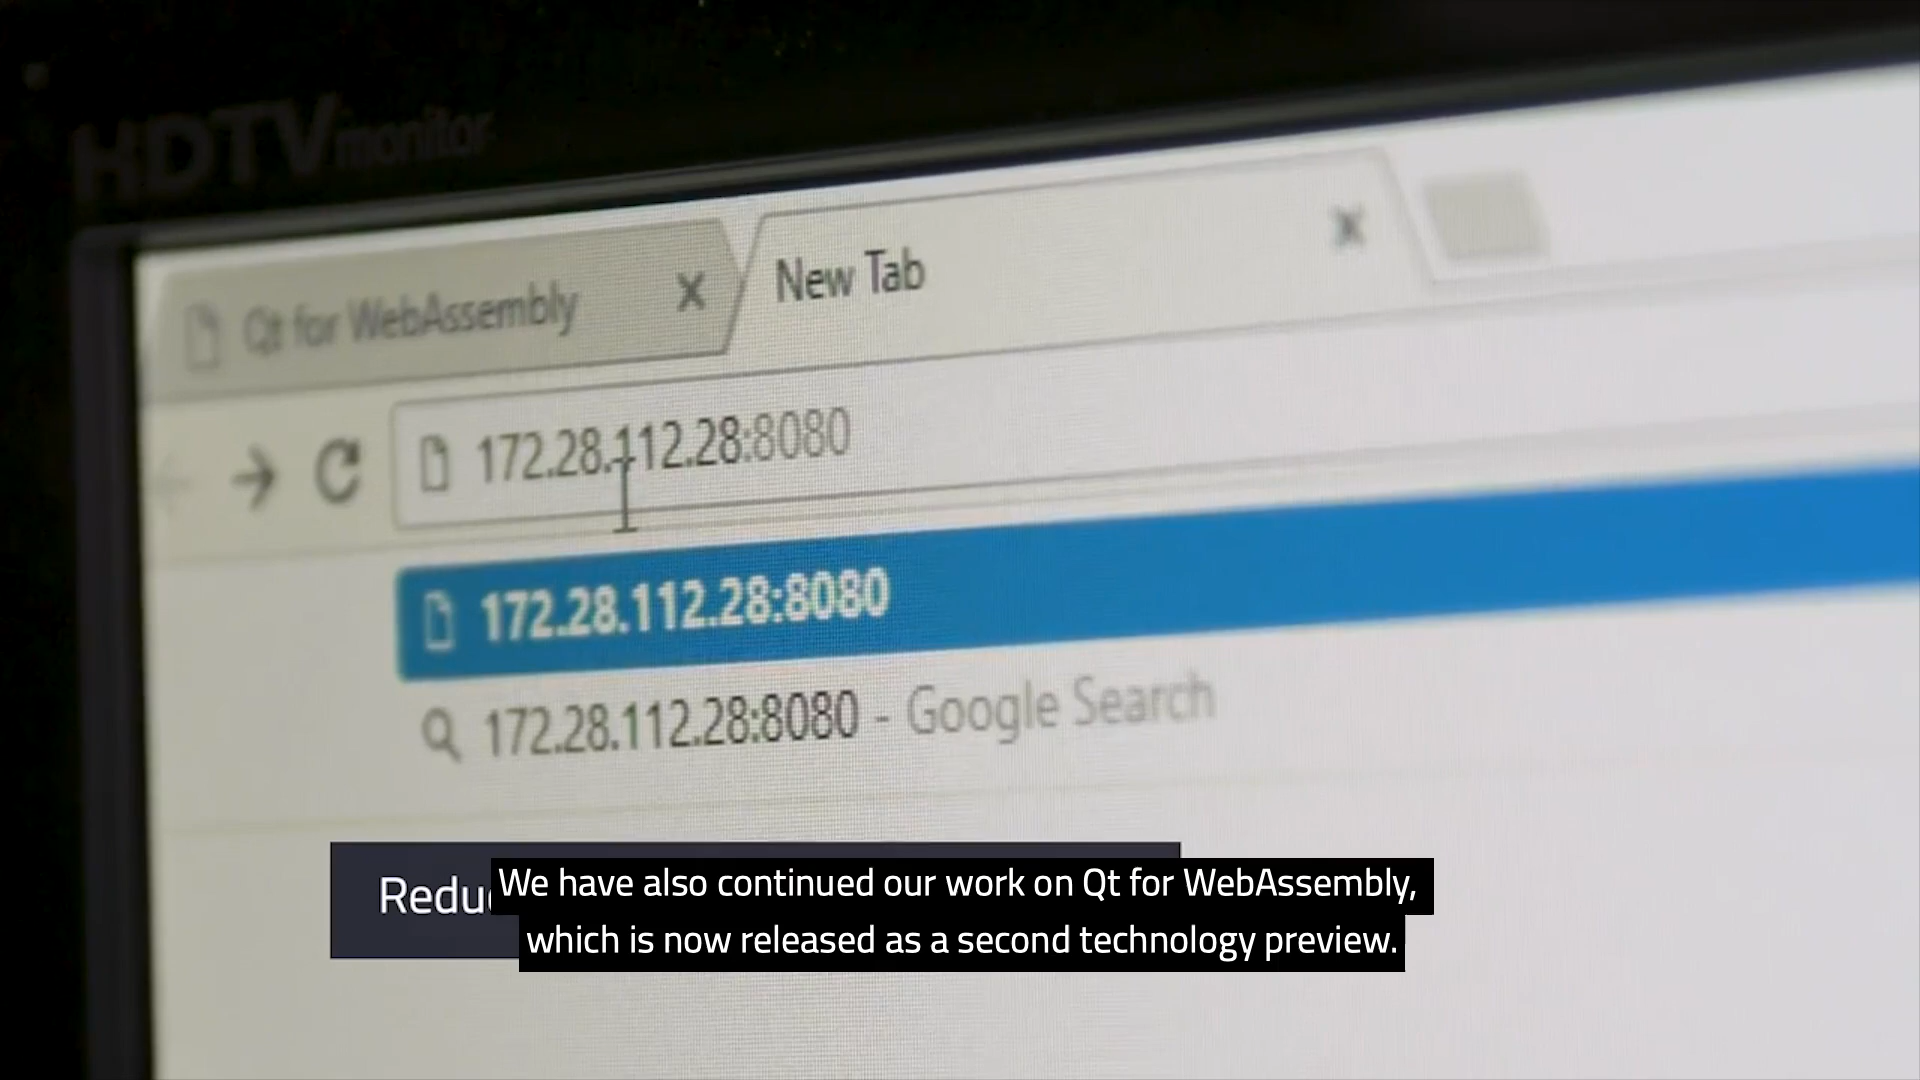 HDTV monitor
Qt for WebAssembly
New Tab
172.28.112.28:8080
172.28.112.28:8080
172.28.112.28:8080 - Google Search
We have also continued our work on Qt for WebAssembly,
which is now released as a second technology preview.